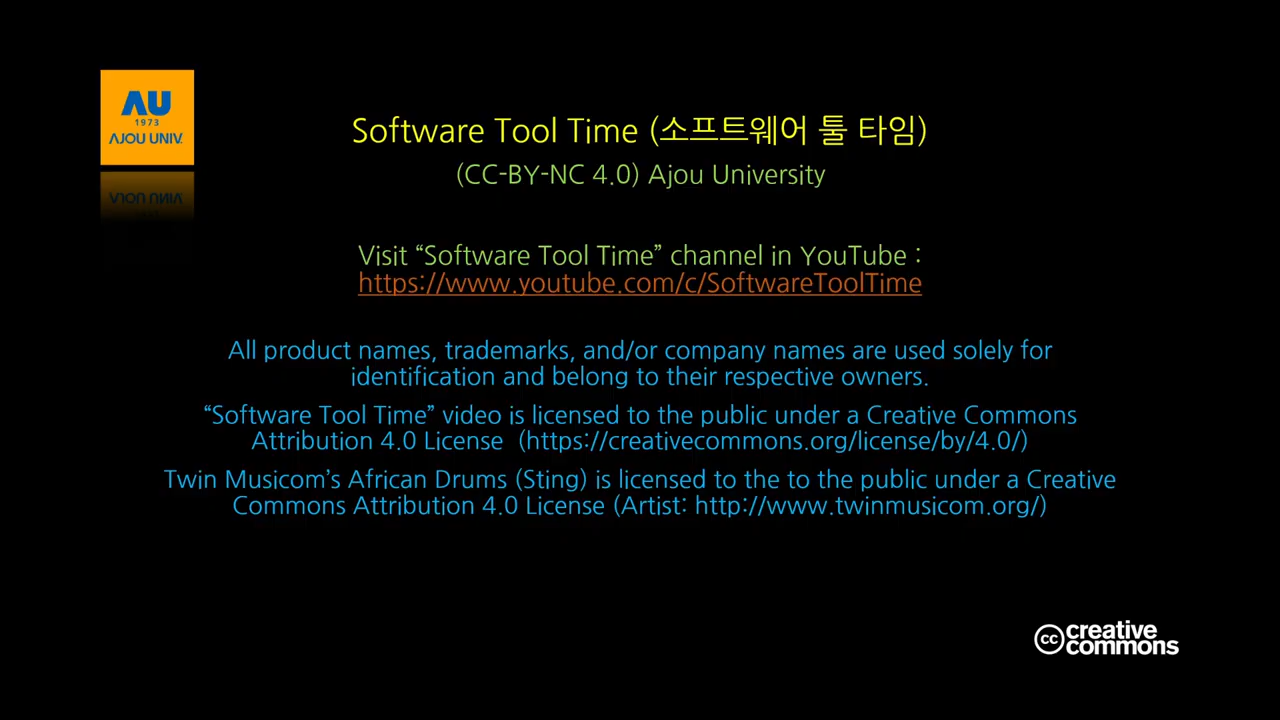 AU
1973
AJOU UNIV.
Software Tool Time (소프트웨어 툴 타임)
(CC-BY-NC 4.0) Ajou University
Visit “Software Tool Time” channel in YouTube :
https://www.youtube.com/c/SoftwareToolTime
All product names, trademarks, and/or company names are used solely for
identification and belong to their respective owners.
“Software Tool Time” video is licensed to the public under a Creative Commons
Attribution 4.0 License (https://creativecommons.org/license/by/4.0/)
Twin Musicom’s African Drums (Sting) is licensed to the to the public under a Creative
Commons Attribution 4.0 License (Artist: http://www.twinmusicom.org/)
cc creative
commons